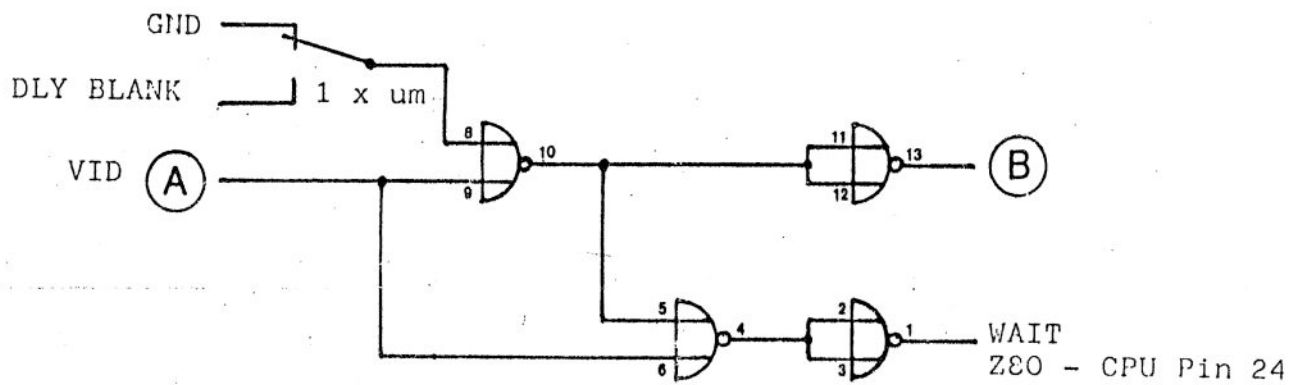 GND
DLY BLANK
1 x um
8
10
11
13
VID
A
9
12
B
5
4
2
1
WAIT
6
3
Z80 - CPU Pin 24